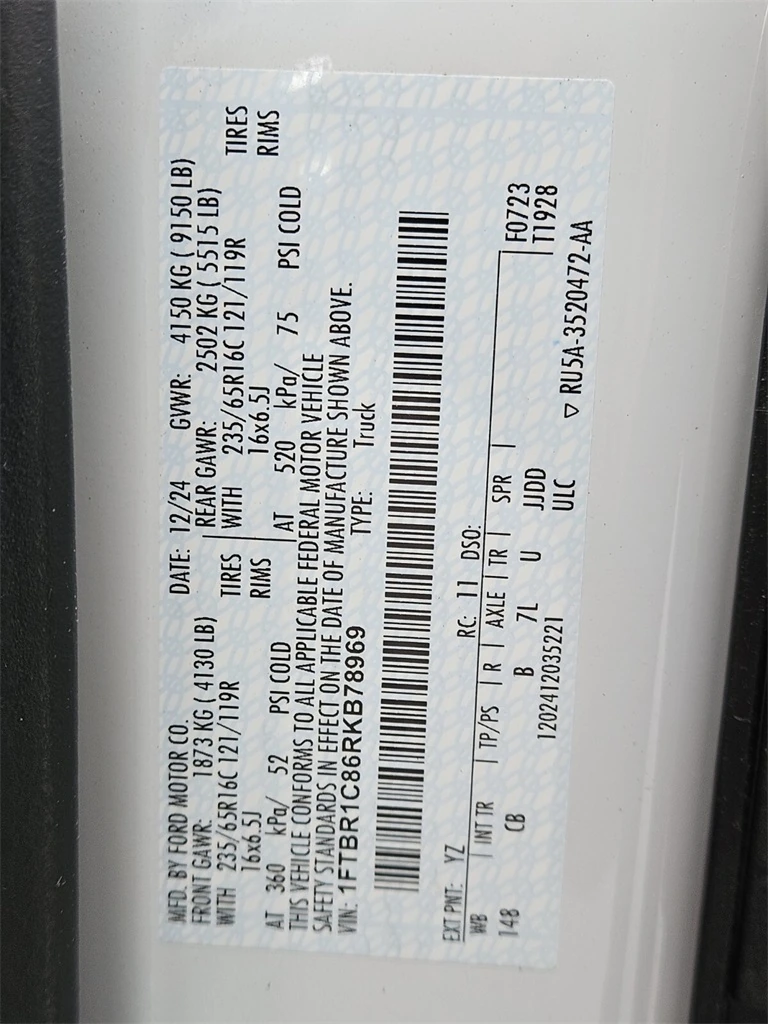 MFD. BY FORD MOTOR CO.
DATE: 12/24 GVWR: 4150 KG ( 9150 LB)
FRONT GAWR: 1873 KG ( 4130 LB)
REAR GAWR: 2502 KG ( 5515 LB)
WITH 235/65R16C 121/119R TIRES
WITH 235/65R16C 121/119R TIRES
16x6.5J RIMS
16x6.5J RIMS
AT 360 kPa/ 52 PSI COLD
AT 520 kPa/ 75 PSI COLD
THIS VEHICLE CONFORMS TO ALL APPLICABLE FEDERAL MOTOR VEHICLE
SAFETY STANDARDS IN EFFECT ON THE DATE OF MANUFACTURE SHOWN ABOVE.
VIN: 1FTBR1C86RKB78969 TYPE: Truck
EXT PNT: YZ RC: 11 DSO:
WB INT TR TP/PS R AXLE TR SPR F0723
148 CB B 7L U JJDD T1928
1202412035221 ULC
▽ RU5A-3520472-AA